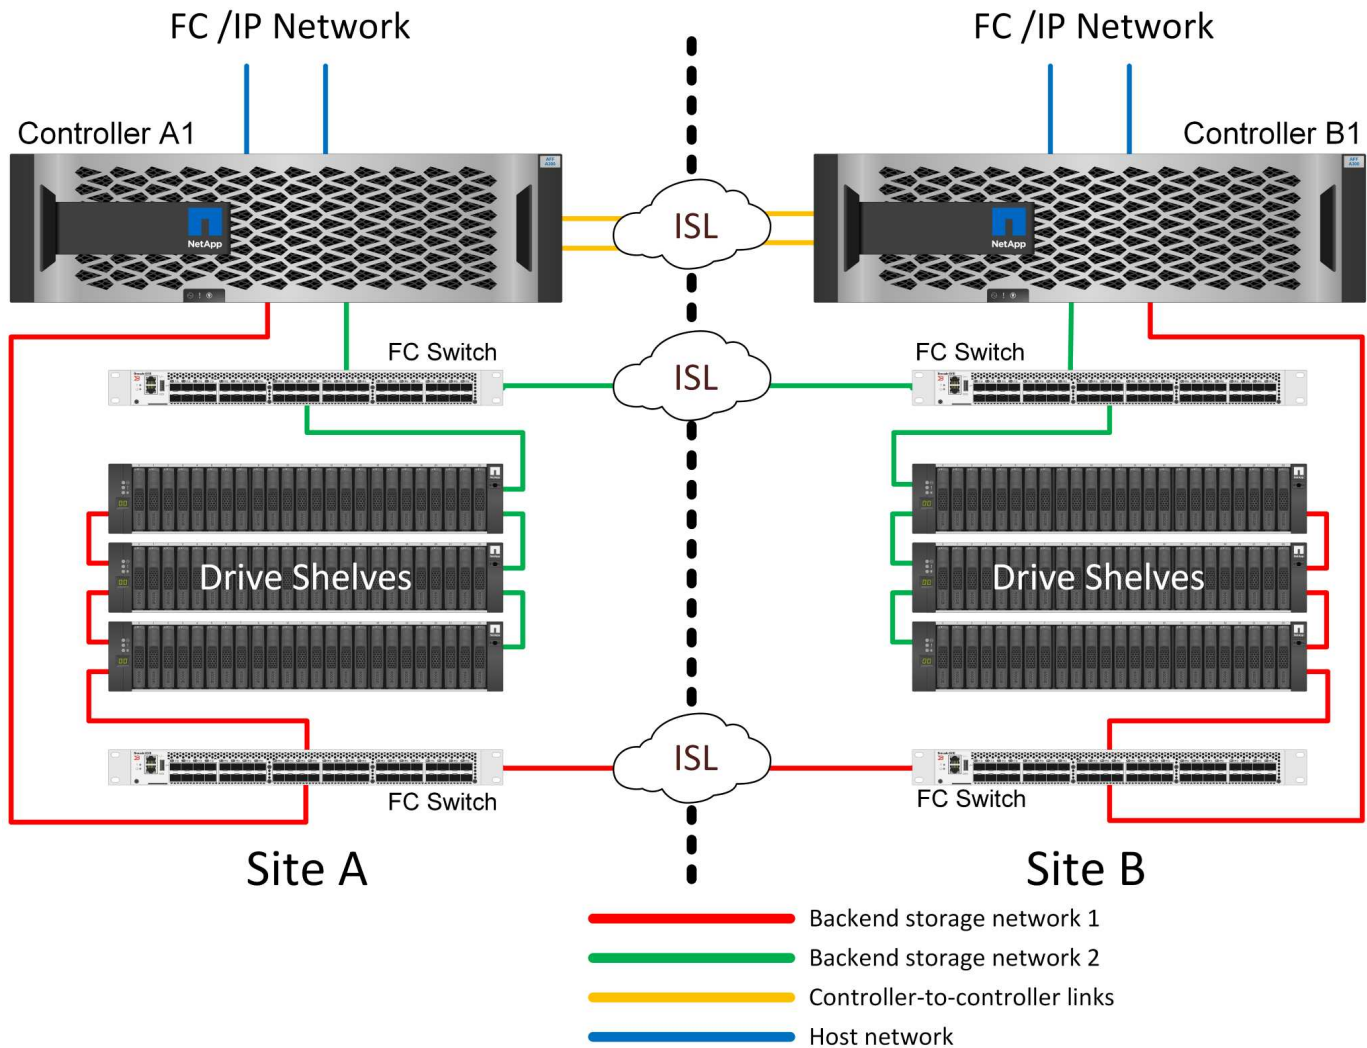 FC /IP Network
FC /IP Network
Controller A1
Controller B1
NetApp
NetApp
ISL
FC Switch
FC Switch
ISL
Drive Shelves
Drive Shelves
ISL
FC Switch
FC Switch
Site A
Site B
Backend storage network 1
Backend storage network 2
Controller-to-controller links
Host network